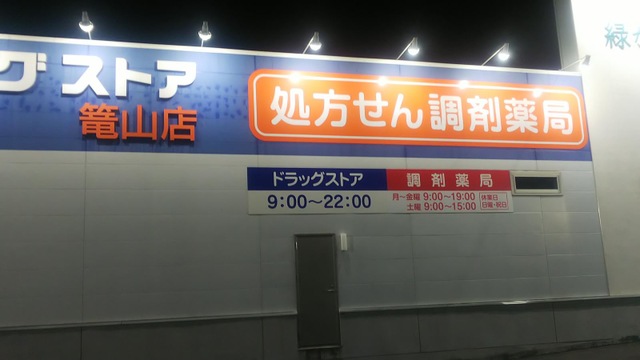 グストア
篭山店
処方せん調剤薬局
ドラッグストア
9:00～22:00
調剤薬局
月～金曜 9:00～19:00
土曜 9:00～15:00
休業日
日曜・祝日
緑